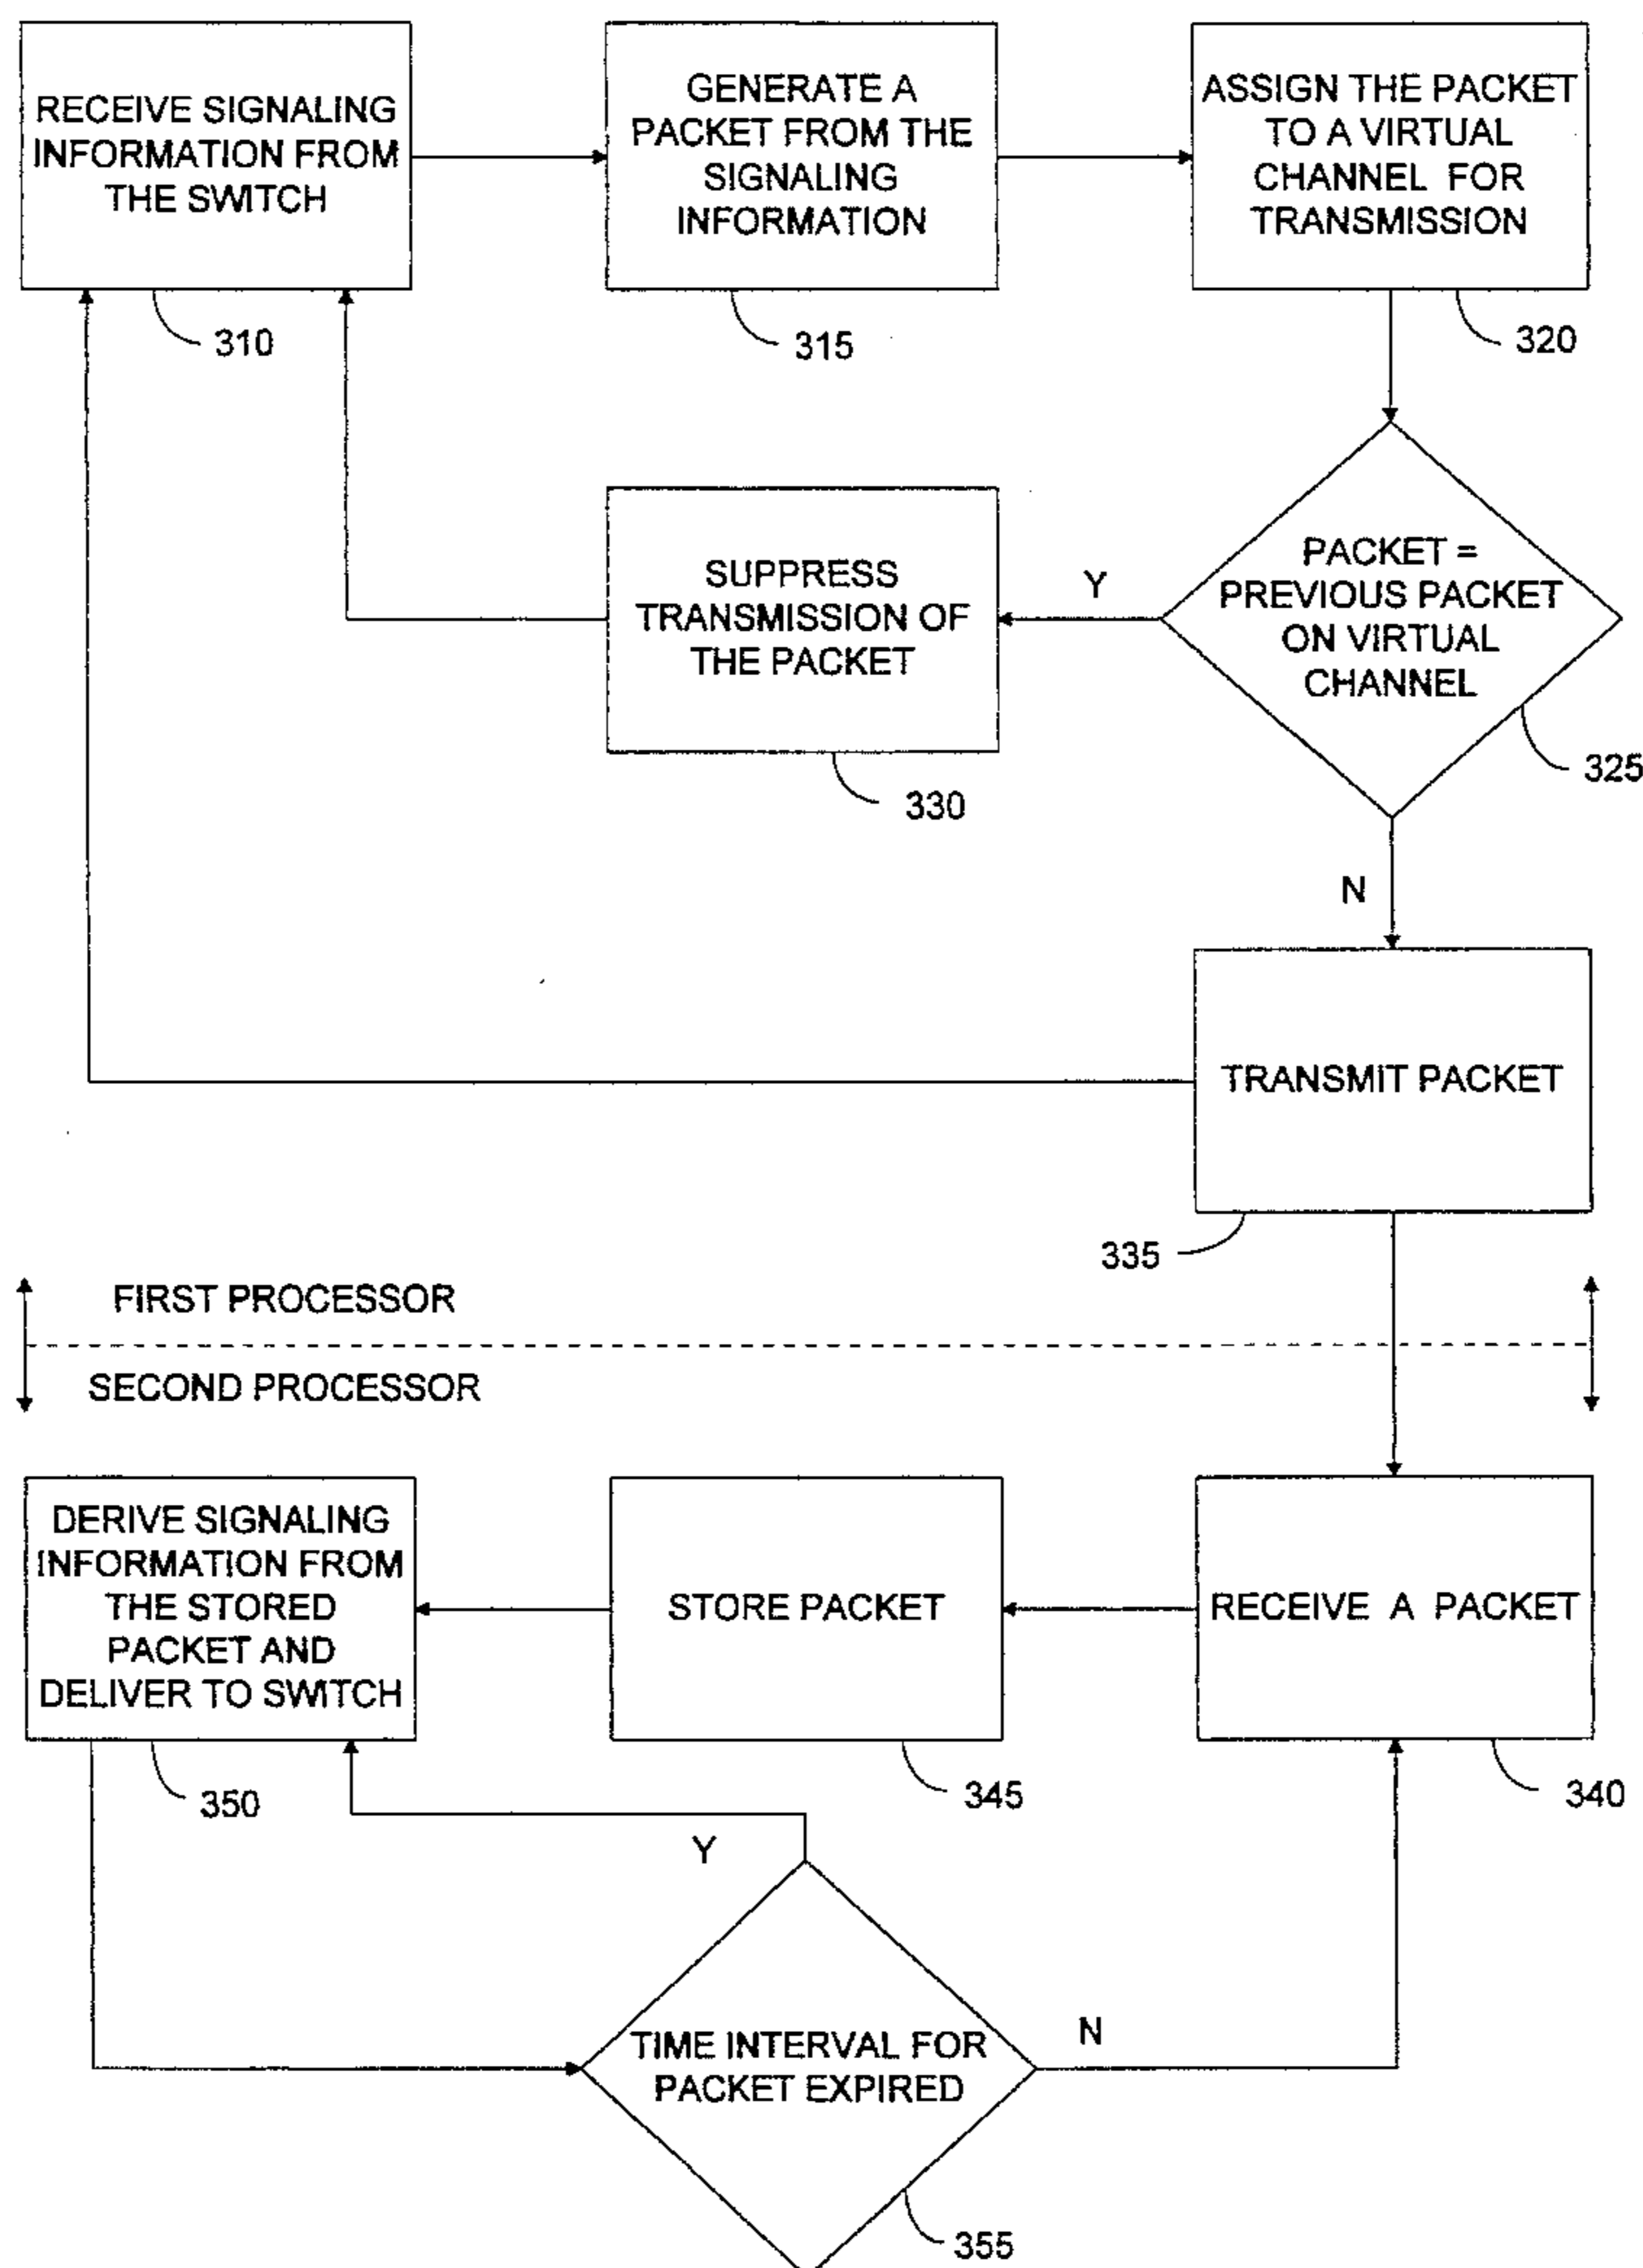 RECEIVE SIGNALING
INFORMATION FROM
THE SWITCH
310
GENERATE A
PACKET FROM THE
SIGNALING
INFORMATION
315
ASSIGN THE PACKET
TO A VIRTUAL
CHANNEL FOR
TRANSMISSION
320
PACKET =
PREVIOUS PACKET
ON VIRTUAL
CHANNEL
325
Y
SUPPRESS
TRANSMISSION OF
THE PACKET
330
N
TRANSMIT PACKET
335
FIRST PROCESSOR
SECOND PROCESSOR
RECEIVE A PACKET
340
STORE PACKET
345
DERIVE SIGNALING
INFORMATION FROM
THE STORED
PACKET AND
DELIVER TO SWITCH
350
Y
TIME INTERVAL FOR
PACKET EXPIRED
N
355